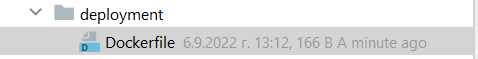 deployment
Dockerfile 6.9.2022 г. 13:12, 166 B A minute ago